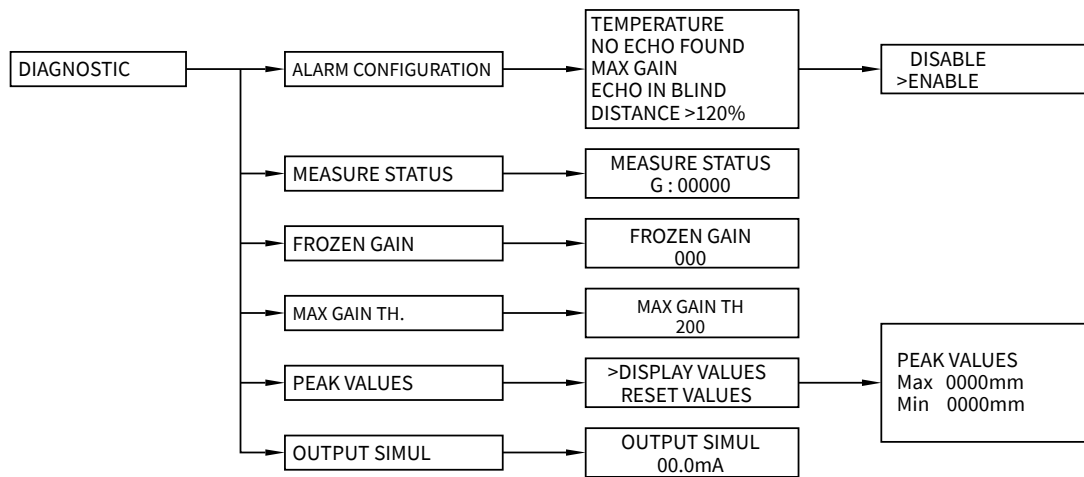 DIAGNOSTIC
ALARM CONFIGURATION
TEMPERATURE
NO ECHO FOUND
MAX GAIN
ECHO IN BLIND
DISTANCE >120%
DISABLE
>ENABLE
MEASURE STATUS
MEASURE STATUS
G : 00000
FROZEN GAIN
FROZEN GAIN
000
MAX GAIN TH.
MAX GAIN TH
200
PEAK VALUES
>DISPLAY VALUES
RESET VALUES
PEAK VALUES
Max 0000mm
Min 0000mm
OUTPUT SIMUL
OUTPUT SIMUL
00.0mA